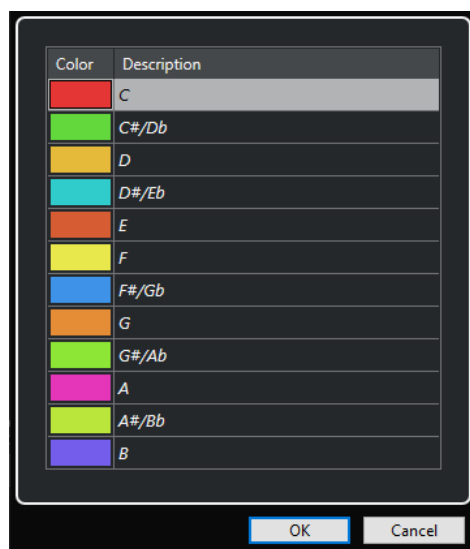 Color Description
C
C#/Db
D
D#/Eb
E
F
F#/Gb
G
G#/Ab
A
A#/Bb
B
OK Cancel